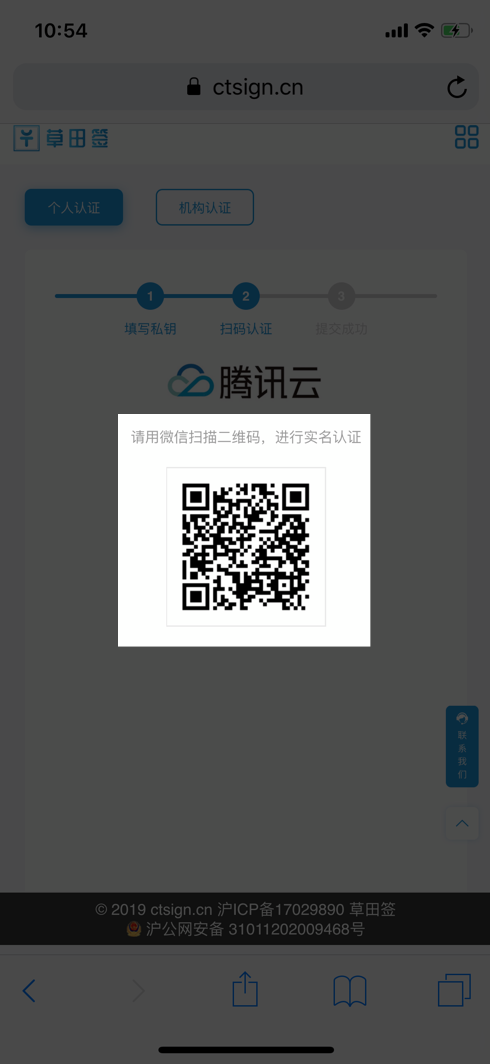 10:54
ctsign.cn
草田签
个人认证
机构认证
1
2
3
填写私钥
扫码认证
提交成功
腾讯云
请用微信扫描二维码，进行实名认证
联系我们
© 2019 ctsign.cn 沪ICP备17029890 草田签
沪公网安备 31011202009468号